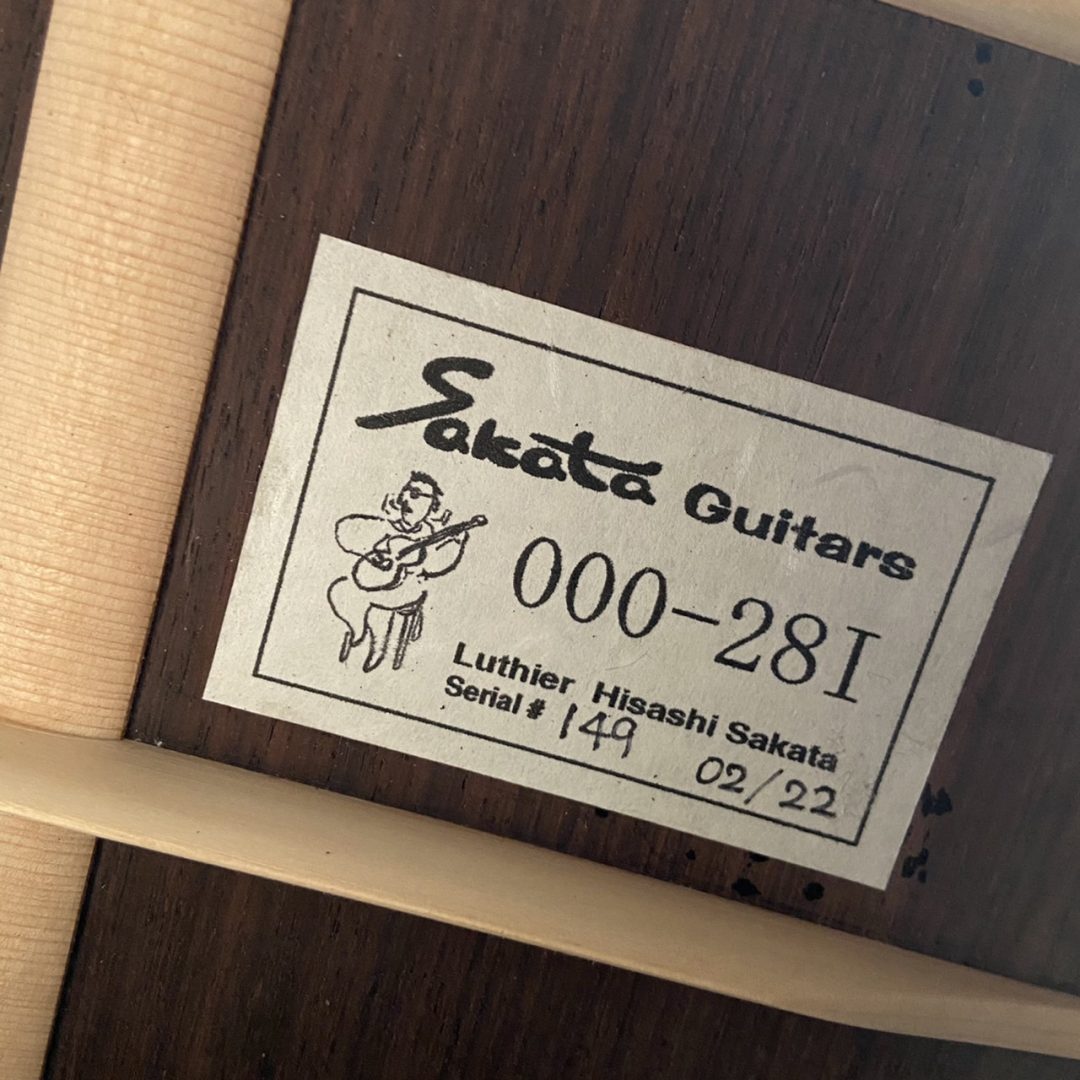 Sakata Guitars
000-28I
Luthier Hisashi Sakata
Serial # 149 02/22